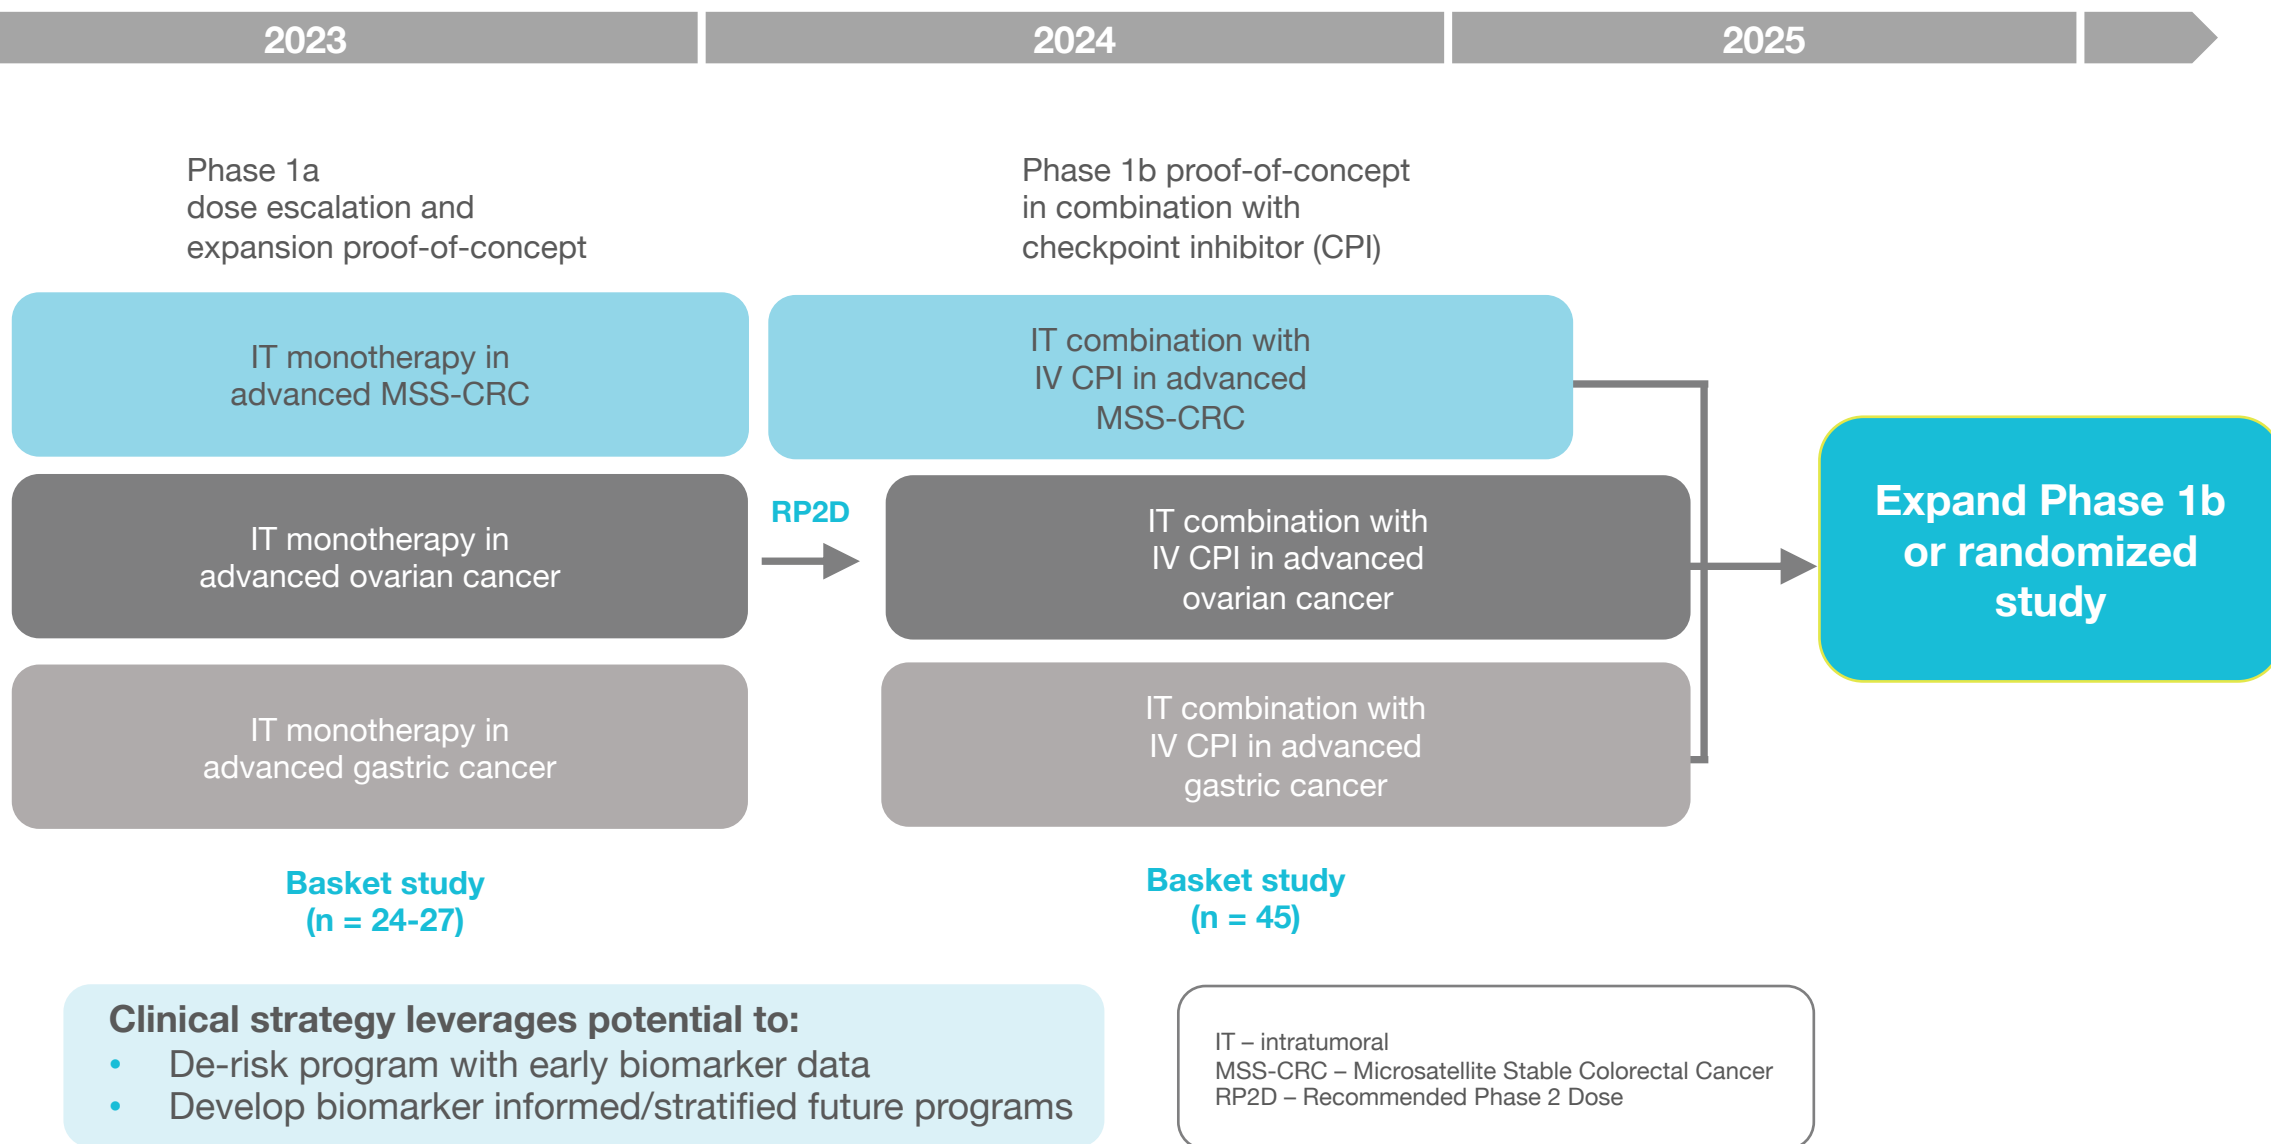 2023
2024
2025
Phase 1a
dose escalation and
expansion proof-of-concept
Phase 1b proof-of-concept
in combination with
checkpoint inhibitor (CPI)
IT monotherapy in
advanced MSS-CRC
IT combination with
IV CPI in advanced
MSS-CRC
IT monotherapy in
advanced ovarian cancer
RP2D
IT combination with
IV CPI in advanced
ovarian cancer
Expand Phase 1b
or randomized
study
IT monotherapy in
advanced gastric cancer
IT combination with
IV CPI in advanced
gastric cancer
Basket study
(n = 24-27)
Basket study
(n = 45)
Clinical strategy leverages potential to:
• De-risk program with early biomarker data
• Develop biomarker informed/stratified future programs
IT – intratumoral
MSS-CRC – Microsatellite Stable Colorectal Cancer
RP2D – Recommended Phase 2 Dose